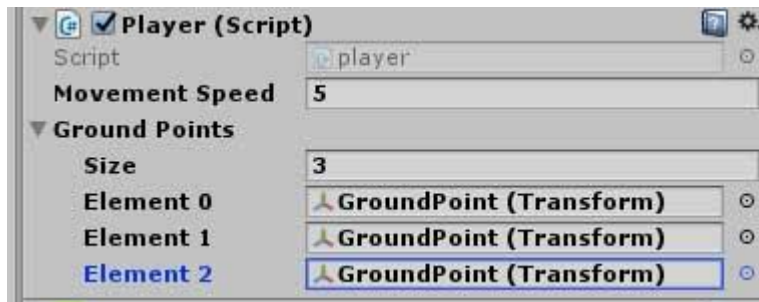 Player (Script)
Script player
Movement Speed 5
Ground Points
Size 3
Element 0 GroundPoint (Transform)
Element 1 GroundPoint (Transform)
Element 2 GroundPoint (Transform)